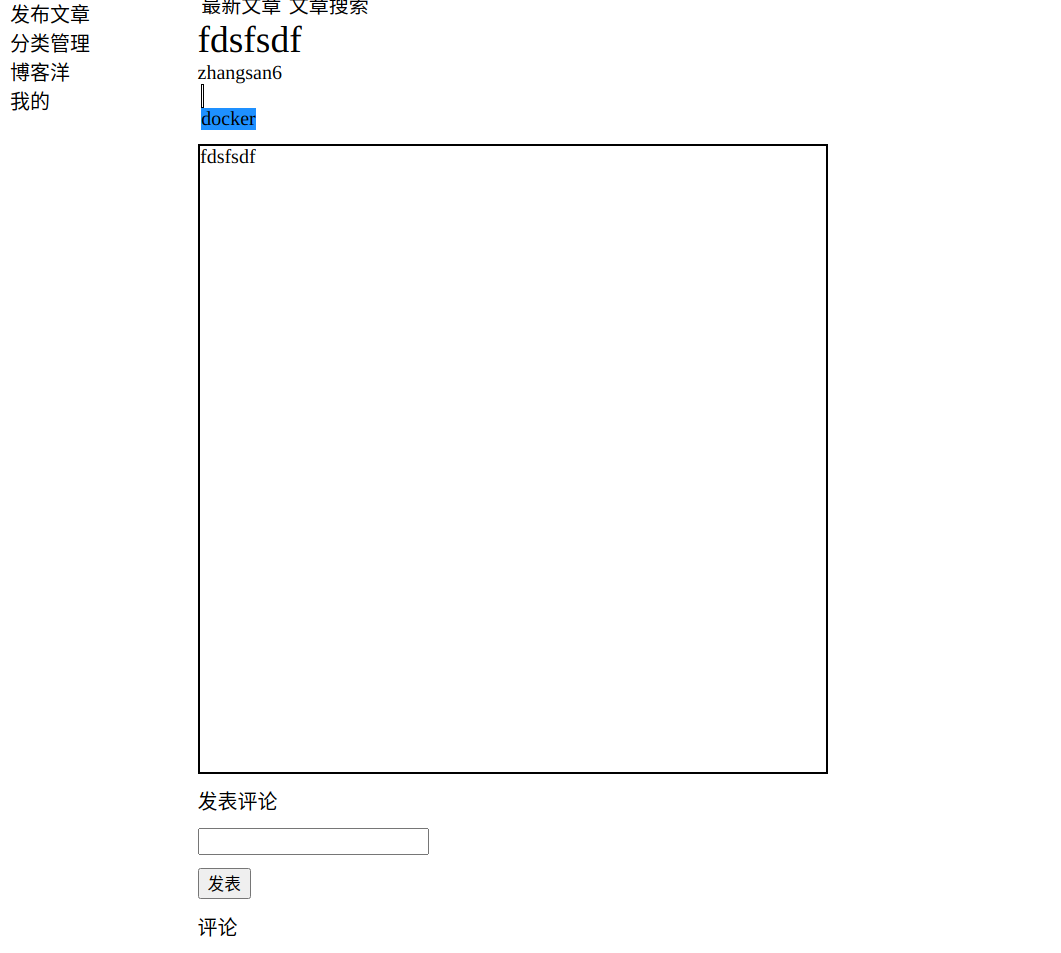 发布文章
分类管理
博客洋
我的
最新文章 文章搜索
fdsfsdf
zhangsan6
docker
fdsfsdf
发表评论
发表
评论